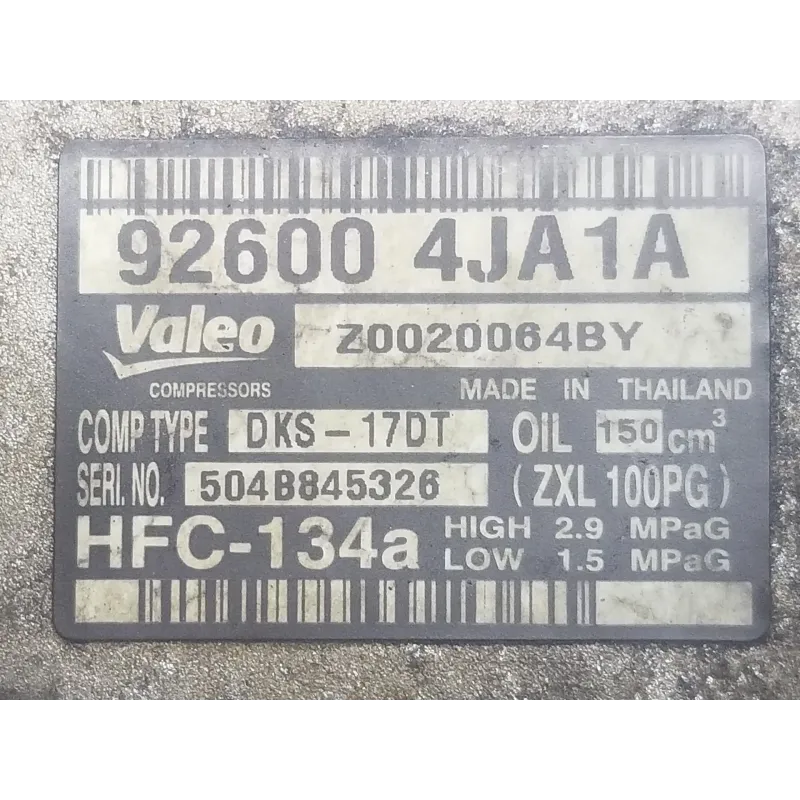 92600 4JA1A
Valeo Z0020064BY
COMPRESSORS MADE IN THAILAND
COMP TYPE DKS-17DT OIL 150 cm³
SERI. NO. 504B845326 (ZXL 100PG)
HFC-134a HIGH 2.9 MPaG
LOW 1.5 MPaG